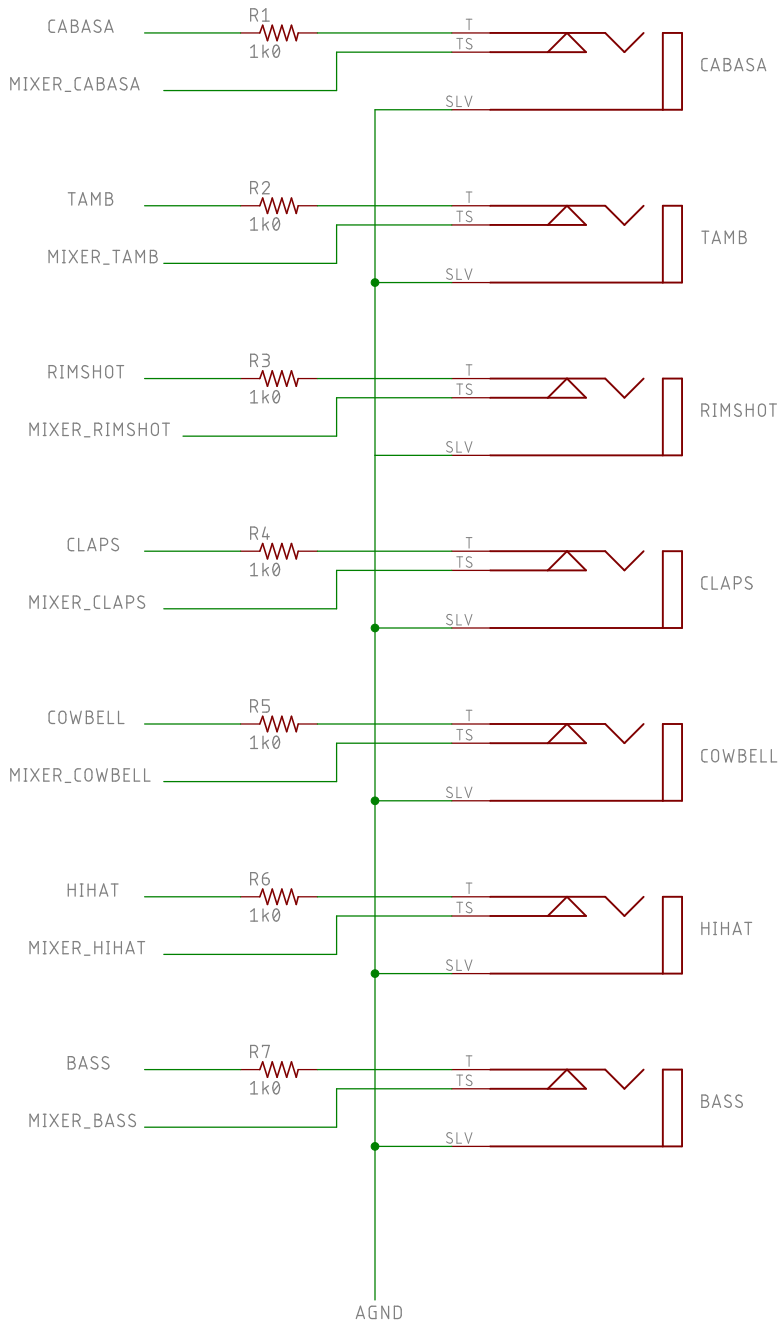 CABASA
R1
1k0
MIXER_CABASA
T
TS
SLV
CABASA
TAMB
R2
1k0
MIXER_TAMB
T
TS
SLV
TAMB
RIMSHOT
R3
1k0
MIXER_RIMSHOT
T
TS
SLV
RIMSHOT
CLAPS
R4
1k0
MIXER_CLAPS
T
TS
SLV
CLAPS
COWBELL
R5
1k0
MIXER_COWBELL
T
TS
SLV
COWBELL
HIHAT
R6
1k0
MIXER_HIHAT
T
TS
SLV
HIHAT
BASS
R7
1k0
MIXER_BASS
T
TS
SLV
BASS
AGND